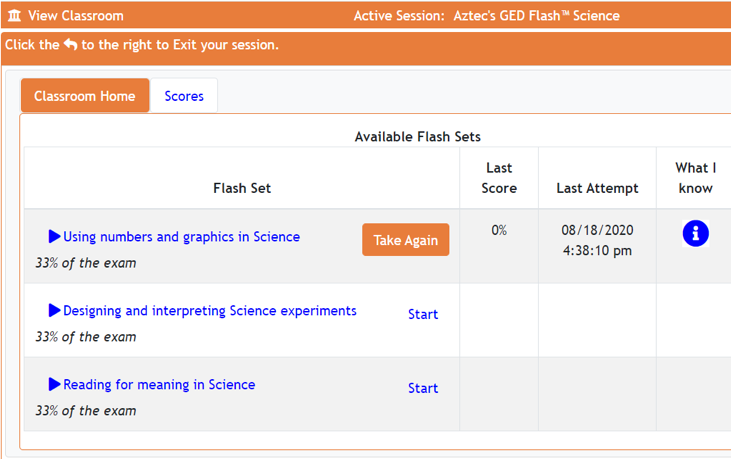 View Classroom
Active Session: Aztec's GED Flash™ Science
Click the to the right to Exit your session.
Classroom Home
Scores
Available Flash Sets
Flash Set
Last Score
Last Attempt
What I know
Using numbers and graphics in Science
33% of the exam
Take Again
0%
08/18/2020
4:38:10 pm
Designing and interpreting Science experiments
33% of the exam
Start
Reading for meaning in Science
33% of the exam
Start